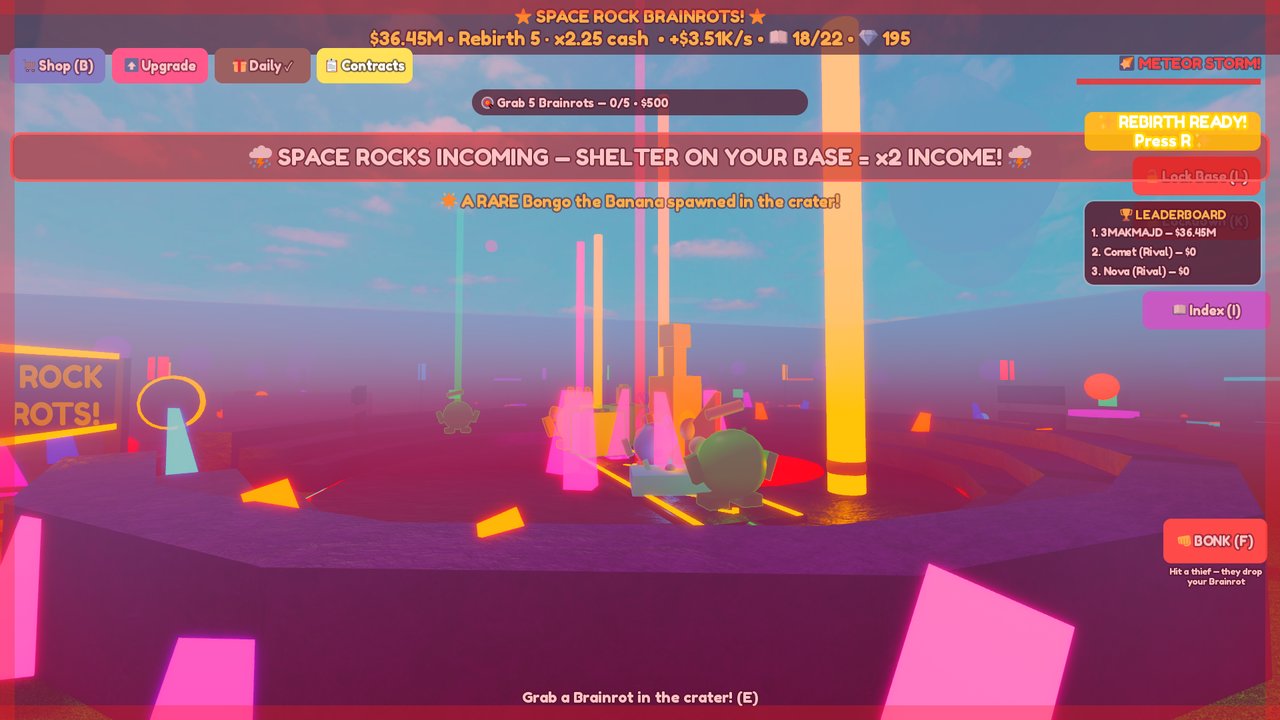 SPACE ROCK BRAINROTS!
$36.45M • Rebirth 5 · x2.25 cash • +$3.51K/s • 18/22 • 195
Shop (B)
Upgrade
Daily ✓
Contracts
METEOR STORM!
Grab 5 Brainrots — 0/5 • $500
REBIRTH READY!
Press R
SPACE ROCKS INCOMING — SHELTER ON YOUR BASE = x2 INCOME!
Lock Base (L)
A RARE Bongo the Banana spawned in the crater!
LEADERBOARD
1. 3MAKMAJD — $36.45M
2. Comet (Rival) — $0
3. Nova (Rival) — $0
(K)
Index (I)
ROCK
ROTS!
BONK (F)
Hit a thief — they drop
your Brainrot
Grab a Brainrot in the crater! (E)